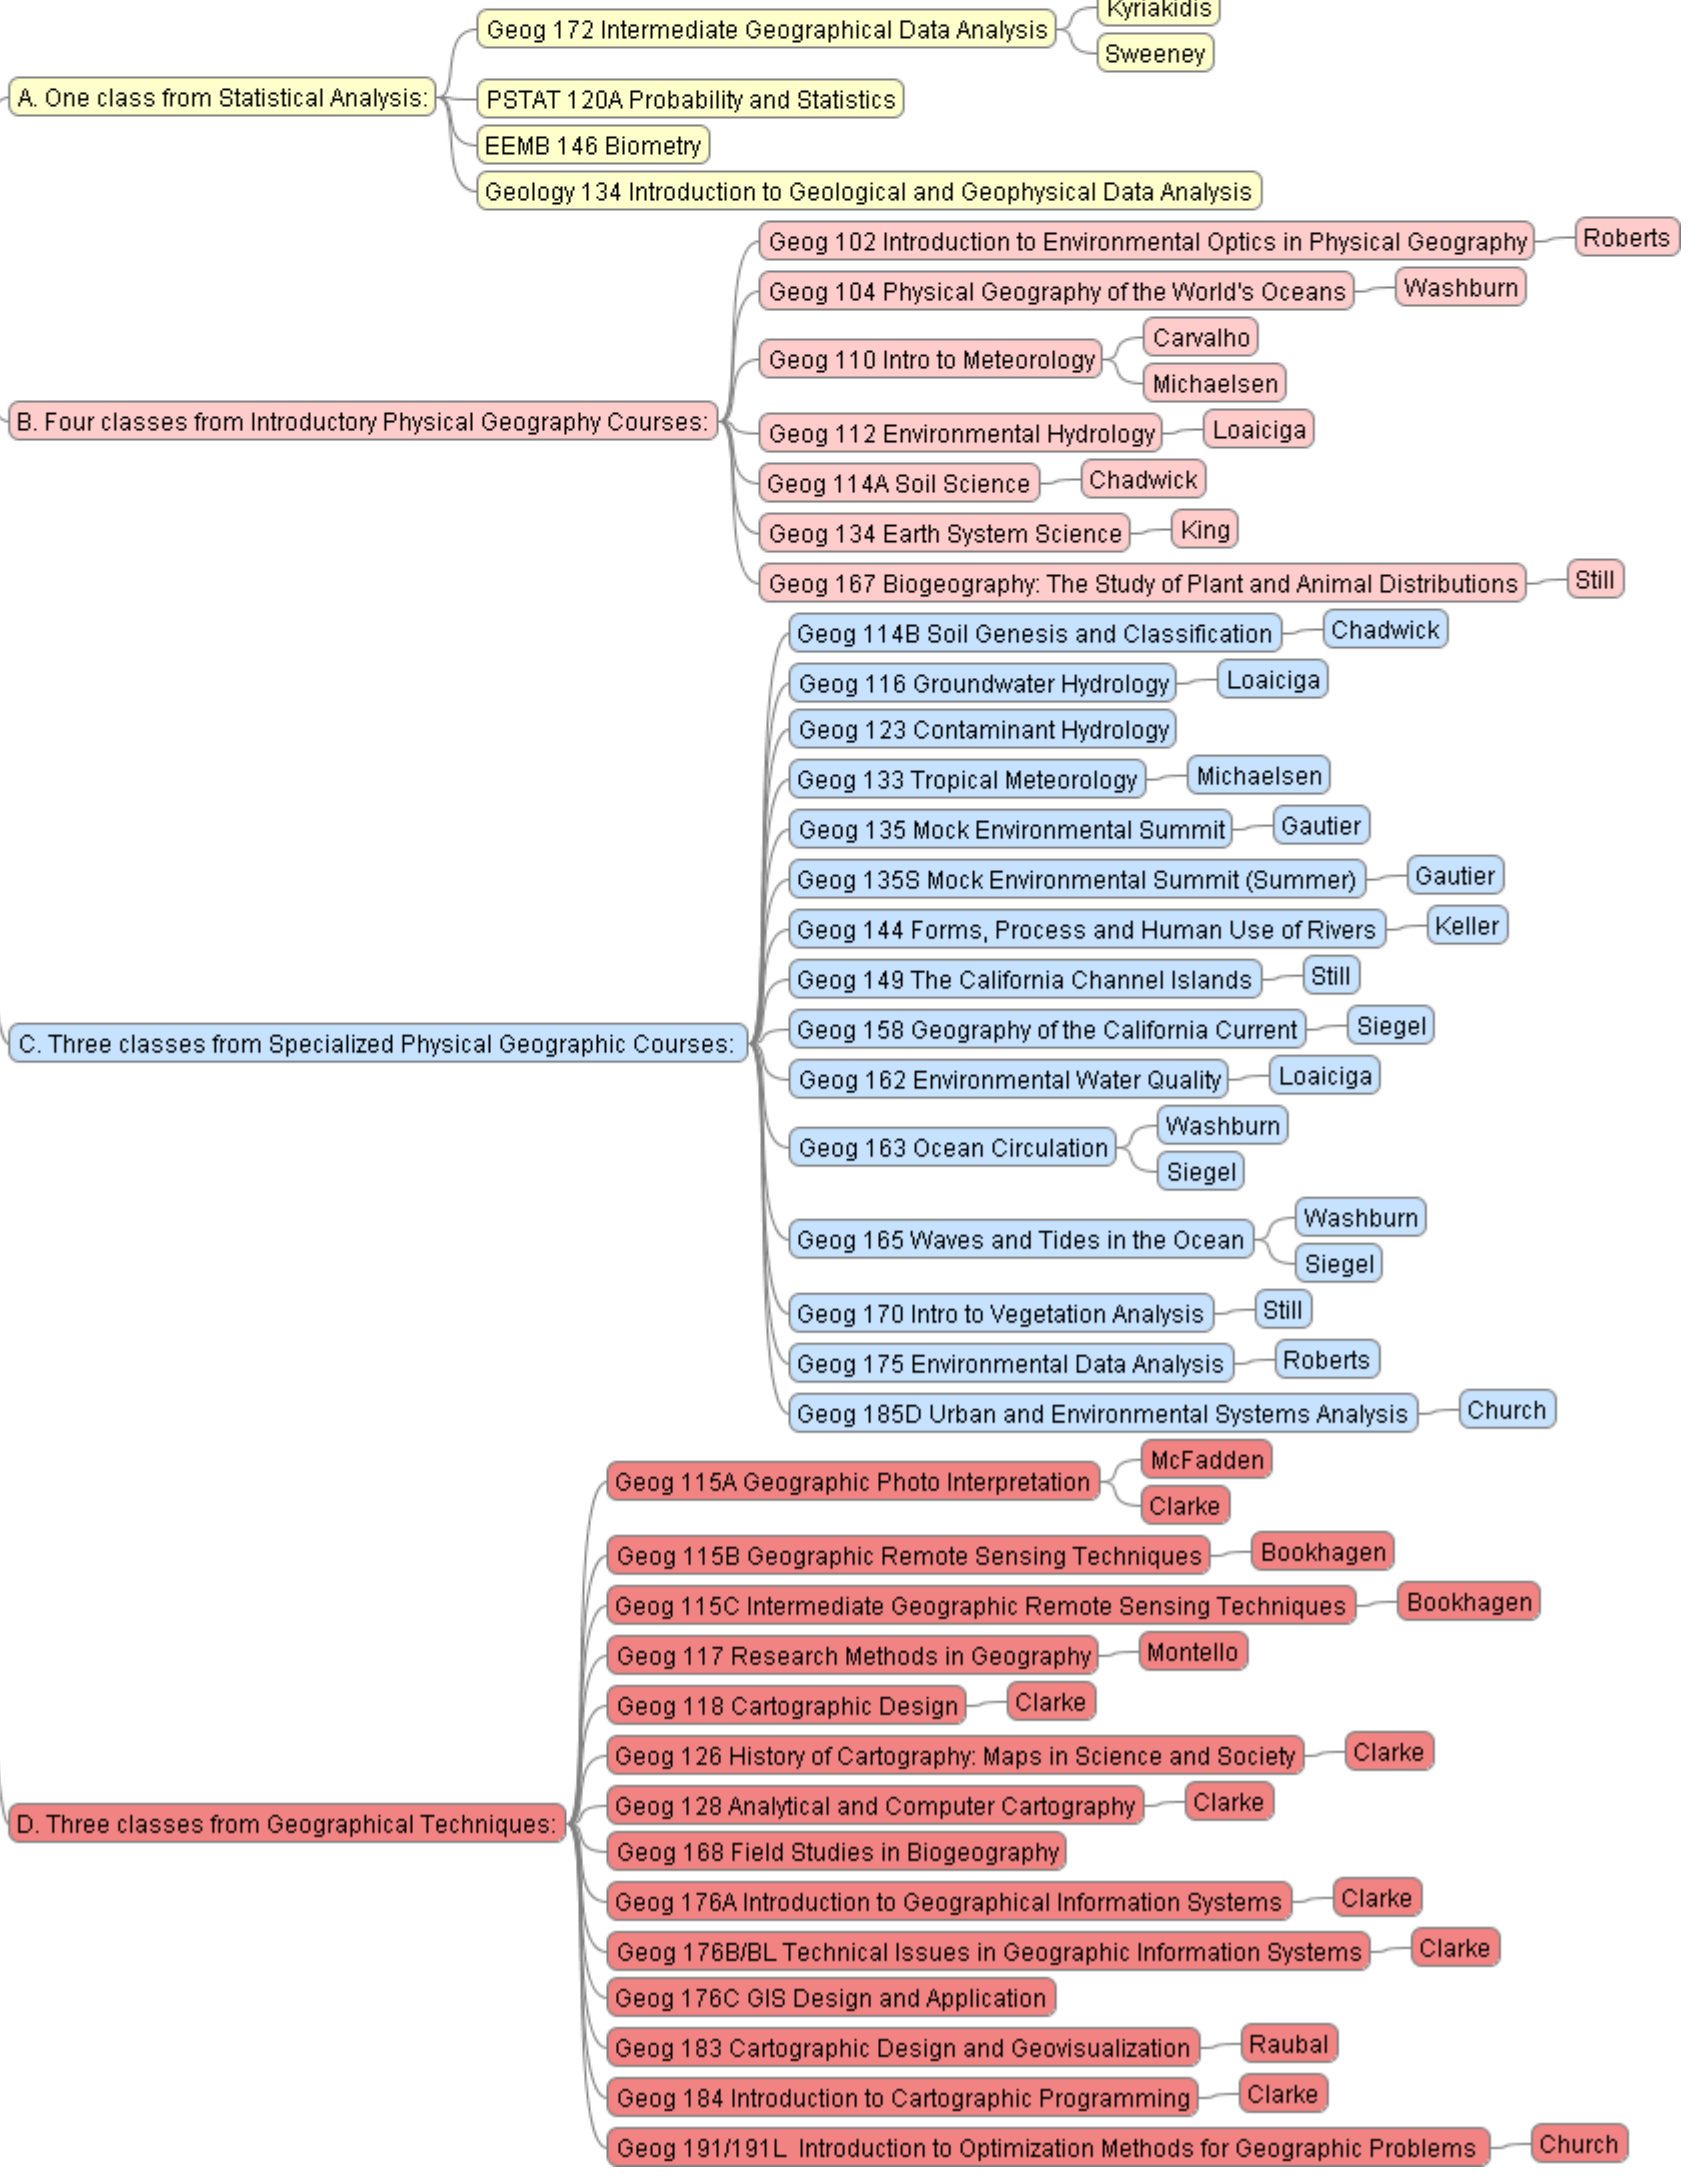 Kyriakidis
Geog 172 Intermediate Geographical Data Analysis
Sweeney
A. One class from Statistical Analysis:
PSTAT 120A Probability and Statistics
EEMB 146 Biometry
Geology 134 Introduction to Geological and Geophysical Data Analysis
Geog 102 Introduction to Environmental Optics in Physical Geography
Roberts
Geog 104 Physical Geography of the World's Oceans
Washburn
Geog 110 Intro to Meteorology
Carvalho
Michaelsen
B. Four classes from Introductory Physical Geography Courses:
Geog 112 Environmental Hydrology
Loaiciga
Geog 114A Soil Science
Chadwick
Geog 134 Earth System Science
King
Geog 167 Biogeography: The Study of Plant and Animal Distributions
Still
Geog 114B Soil Genesis and Classification
Chadwick
Geog 116 Groundwater Hydrology
Loaiciga
Geog 123 Contaminant Hydrology
Geog 133 Tropical Meteorology
Michaelsen
Geog 135 Mock Environmental Summit
Gautier
Geog 135S Mock Environmental Summit (Summer)
Gautier
Geog 144 Forms, Process and Human Use of Rivers
Keller
Geog 149 The California Channel Islands
Still
C. Three classes from Specialized Physical Geographic Courses:
Geog 158 Geography of the California Current
Siegel
Geog 162 Environmental Water Quality
Loaiciga
Geog 163 Ocean Circulation
Washburn
Siegel
Geog 165 Waves and Tides in the Ocean
Washburn
Siegel
Geog 170 Intro to Vegetation Analysis
Still
Geog 175 Environmental Data Analysis
Roberts
Geog 185D Urban and Environmental Systems Analysis
Church
Geog 115A Geographic Photo Interpretation
McFadden
Clarke
Geog 115B Geographic Remote Sensing Techniques
Bookhagen
Geog 115C Intermediate Geographic Remote Sensing Techniques
Bookhagen
Geog 117 Research Methods in Geography
Montello
Geog 118 Cartographic Design
Clarke
Geog 126 History of Cartography: Maps in Science and Society
Clarke
Geog 128 Analytical and Computer Cartography
Clarke
D. Three classes from Geographical Techniques:
Geog 168 Field Studies in Biogeography
Geog 176A Introduction to Geographical Information Systems
Clarke
Geog 176B/BL Technical Issues in Geographic Information Systems
Clarke
Geog 176C GIS Design and Application
Geog 183 Cartographic Design and Geovisualization
Raubal
Geog 184 Introduction to Cartographic Programming
Clarke
Geog 191/191L Introduction to Optimization Methods for Geographic Problems
Church